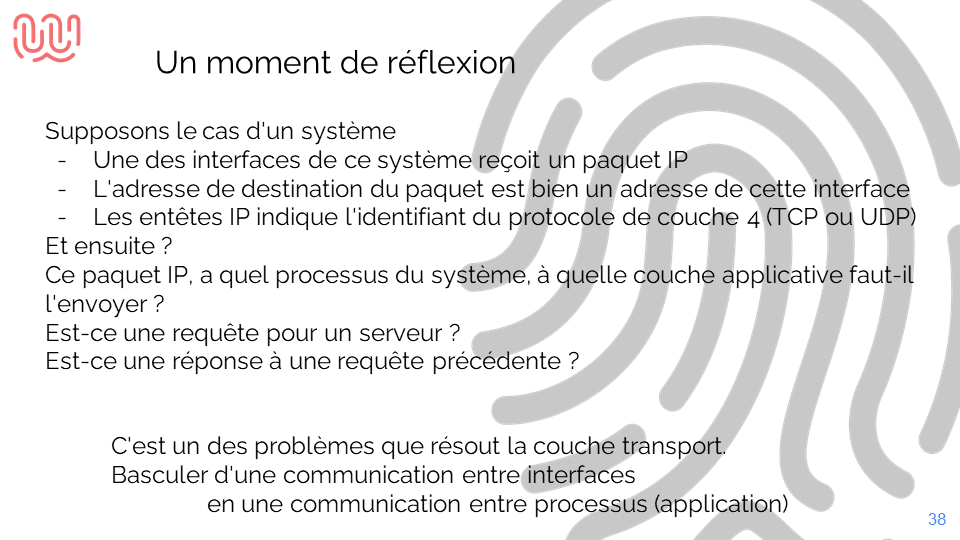 Un moment de réflexion
Supposons le cas d'un système
- Une des interfaces de ce système reçoit un paquet IP
- L'adresse de destination du paquet est bien un adresse de cette interface
- Les entêtes IP indique l'identifiant du protocole de couche 4 (TCP ou UDP)
Et ensuite ?
Ce paquet IP, a quel processus du système, à quelle couche applicative faut-il
l'envoyer ?
Est-ce une requête pour un serveur ?
Est-ce une réponse à une requête précédente ?
C'est un des problèmes que résout la couche transport.
Basculer d'une communication entre interfaces
en une communication entre processus (application)
38